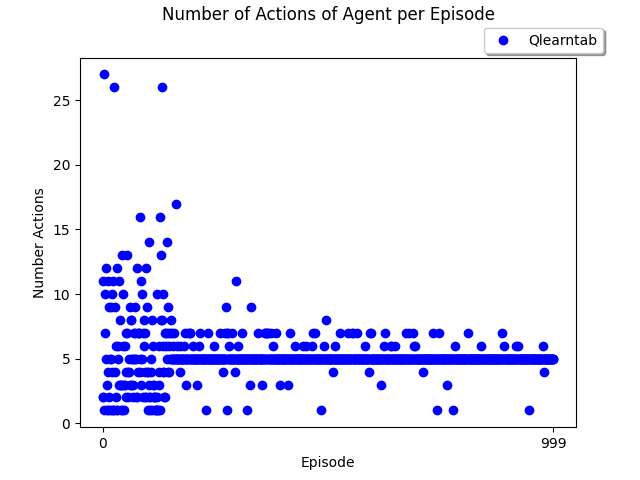 Number of Actions of Agent per Episode
Qlearntab
25
20
15
10
5
0
Number Actions
0 999
Episode